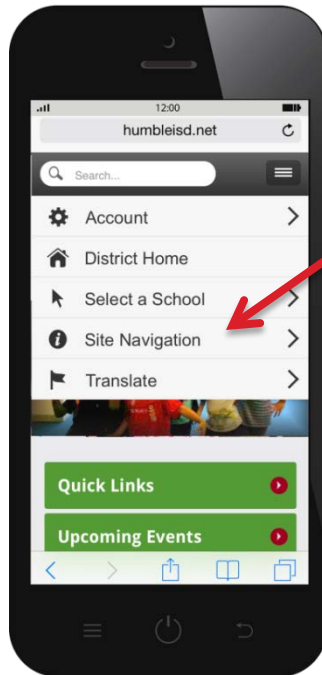 12:00
humbleisd.net
Search...
Account
District Home
Select a School
Site Navigation
Translate
Quick Links
Upcoming Events